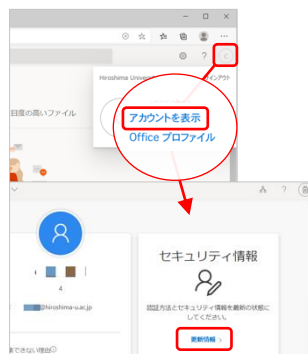 Hiroshima Univers
インアウト
アカウントを表示
Office プロファイル
目度の高いファイル
セキュリティ情報
4
@hiroshima-u.ac.jp
認証方法とセキュリティ情報を最新の状態に
してください。
更新情報 >
きできない理由